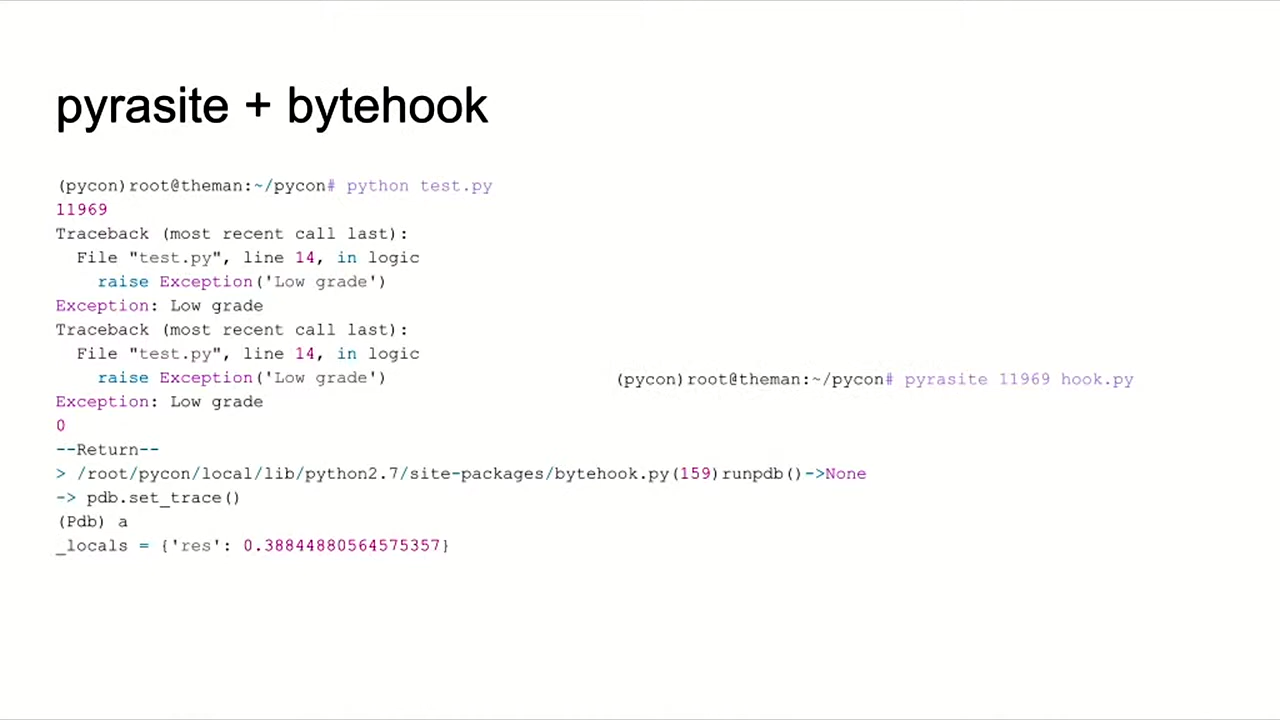 pyrasite + bytehook
(pycon)root@theman:~/pycon# python test.py
11969
Traceback (most recent call last):
  File "test.py", line 14, in logic
    raise Exception('Low grade')
Exception: Low grade
Traceback (most recent call last):
  File "test.py", line 14, in logic
    raise Exception('Low grade')
Exception: Low grade
0
--Return--
> /root/pycon/local/lib/python2.7/site-packages/bytehook.py(159)runpdb()->None
-> pdb.set_trace()
(Pdb) a
_locals = {'res': 0.38844880564575357}
(pycon)root@theman:~/pycon# pyrasite 11969 hook.py